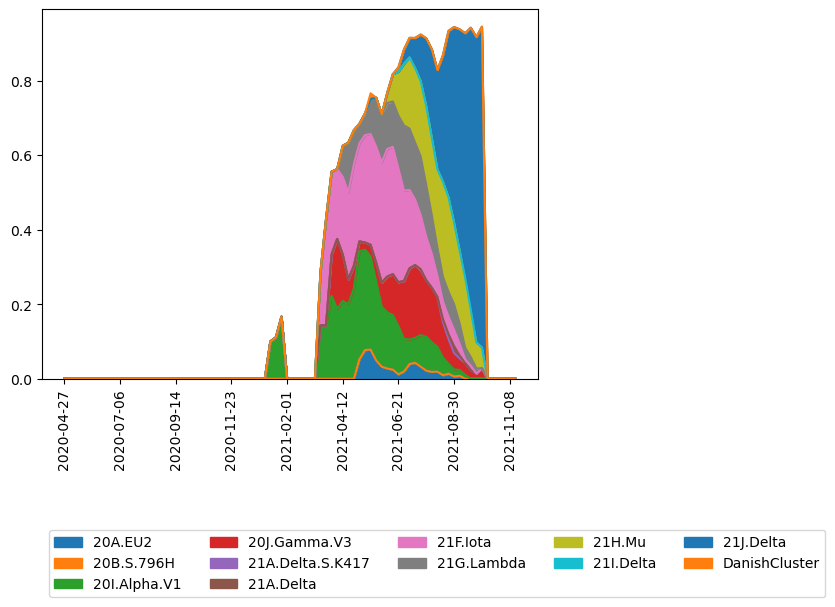 0.8
0.6
0.4
0.2
0.0
2020-04-27
2020-07-06
2020-09-14
2020-11-23
2021-02-01
2021-04-12
2021-06-21
2021-08-30
2021-11-08
20A.EU2
20J.Gamma.V3
21F.Iota
21H.Mu
21J.Delta
20B.S.796H
21A.Delta.S.K417
21G.Lambda
21I.Delta
DanishCluster
20I.Alpha.V1
21A.Delta